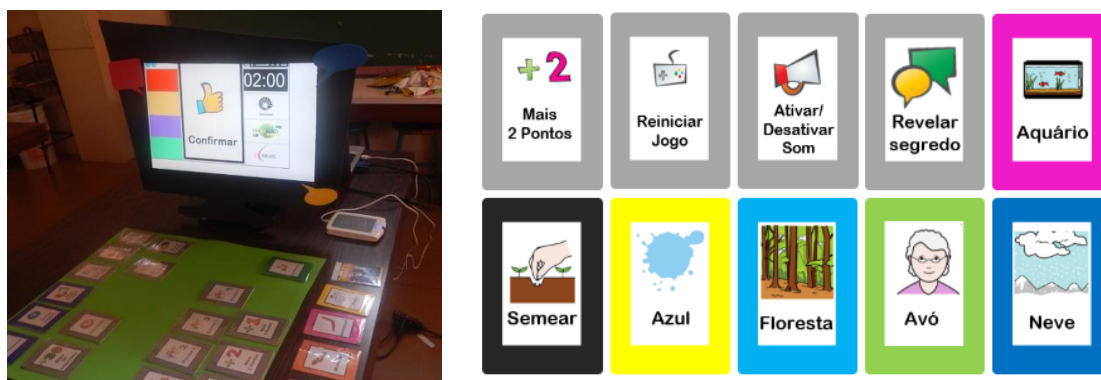 02:00
Confirmar
+2
Mais
2 Pontos
Reiniciar
Jogo
Ativar/
Desativar
Som
Revelar
segredo
Aquário
Semear
Azul
Floresta
Avó
Neve